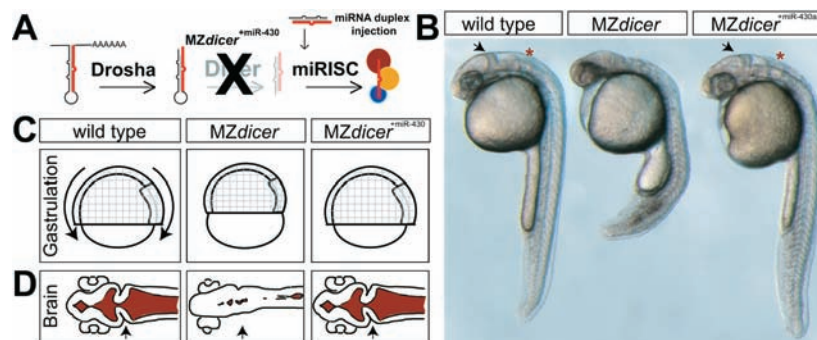 A
AAAAAA
Drosha
MZdicer+miR-430
Dicer
X
miRNA duplex
injection
miRISC
B
wild type
MZdicer
MZdicer+miR-430a
*
*
C
wild type
MZdicer
MZdicer+miR-430
Gastrulation
D
Brain